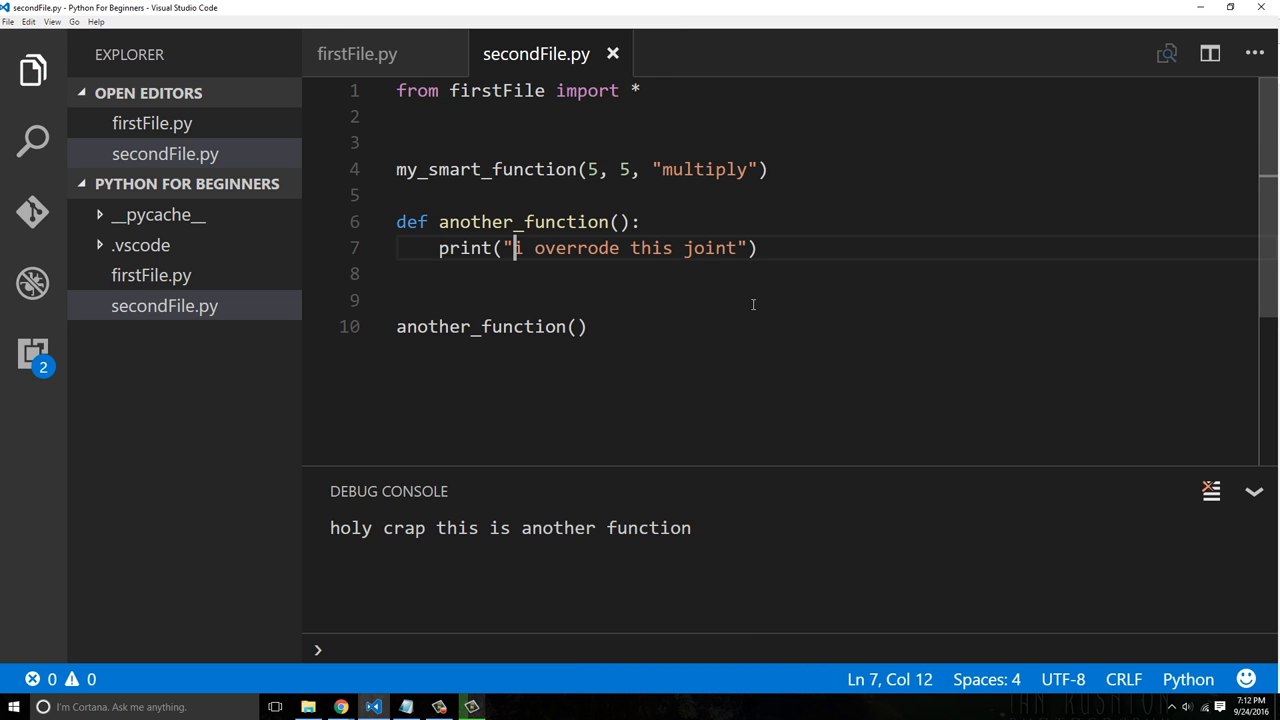 secondFile.py - Python For Beginners - Visual Studio Code
File Edit View Go Help
EXPLORER
OPEN EDITORS
firstFile.py
secondFile.py
PYTHON FOR BEGINNERS
__pycache__
.vscode
firstFile.py
secondFile.py
2
firstFile.py secondFile.py
1 from firstFile import *
2
3
4 my_smart_function(5, 5, "multiply")
5
6 def another_function():
7 print("i overrode this joint")
8
9
10 another_function()
DEBUG CONSOLE
holy crap this is another function
0 0 Ln 7, Col 12 Spaces: 4 UTF-8 CRLF Python
I'm Cortana. Ask me anything.
7:12 PM
9/24/2016